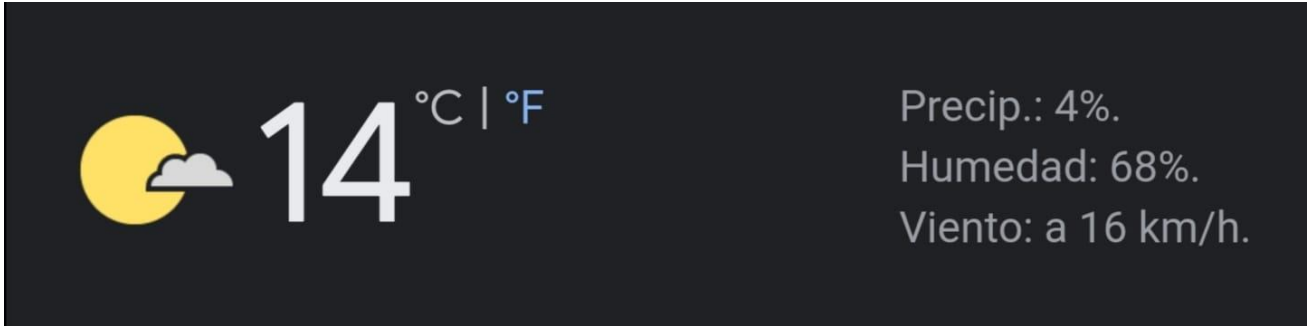 14 °C | °F
Precip.: 4%.
Humedad: 68%.
Viento: a 16 km/h.